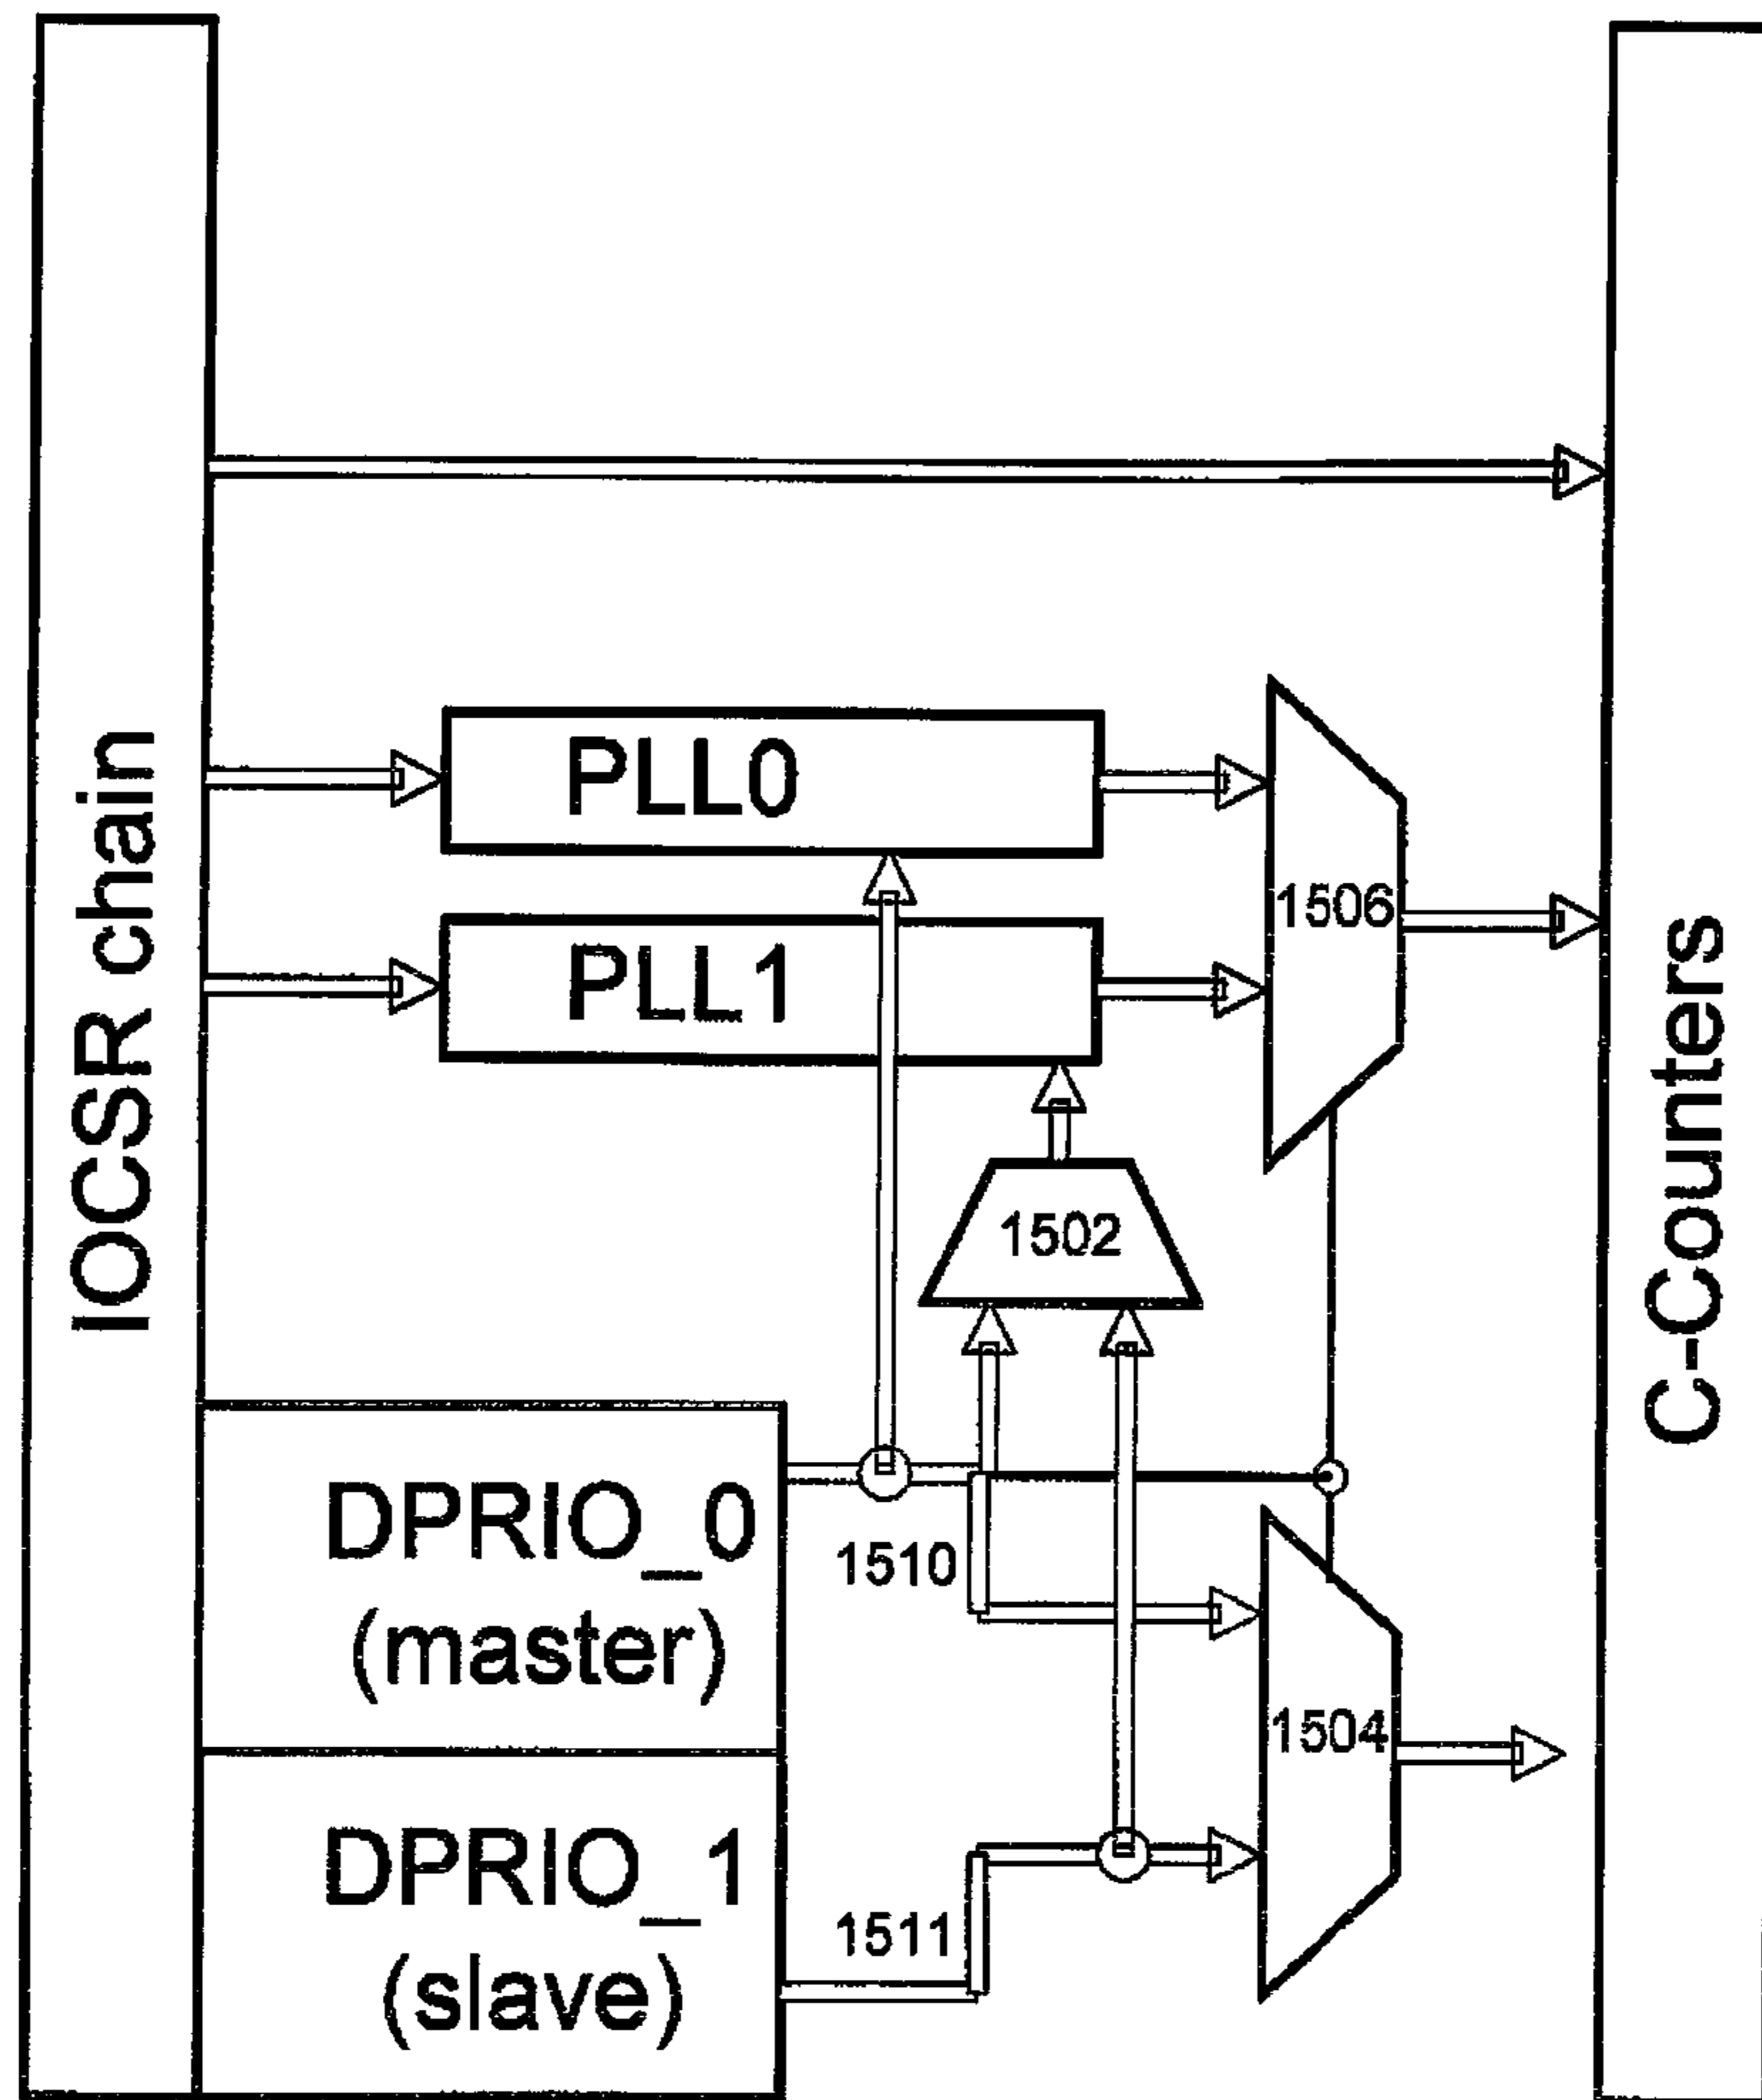 IOCSR chain
PLL0
PLL1
1506
1502
C-Counters
DPRIO_0
(master)
1510
1504
DPRIO_1
(slave)
1511